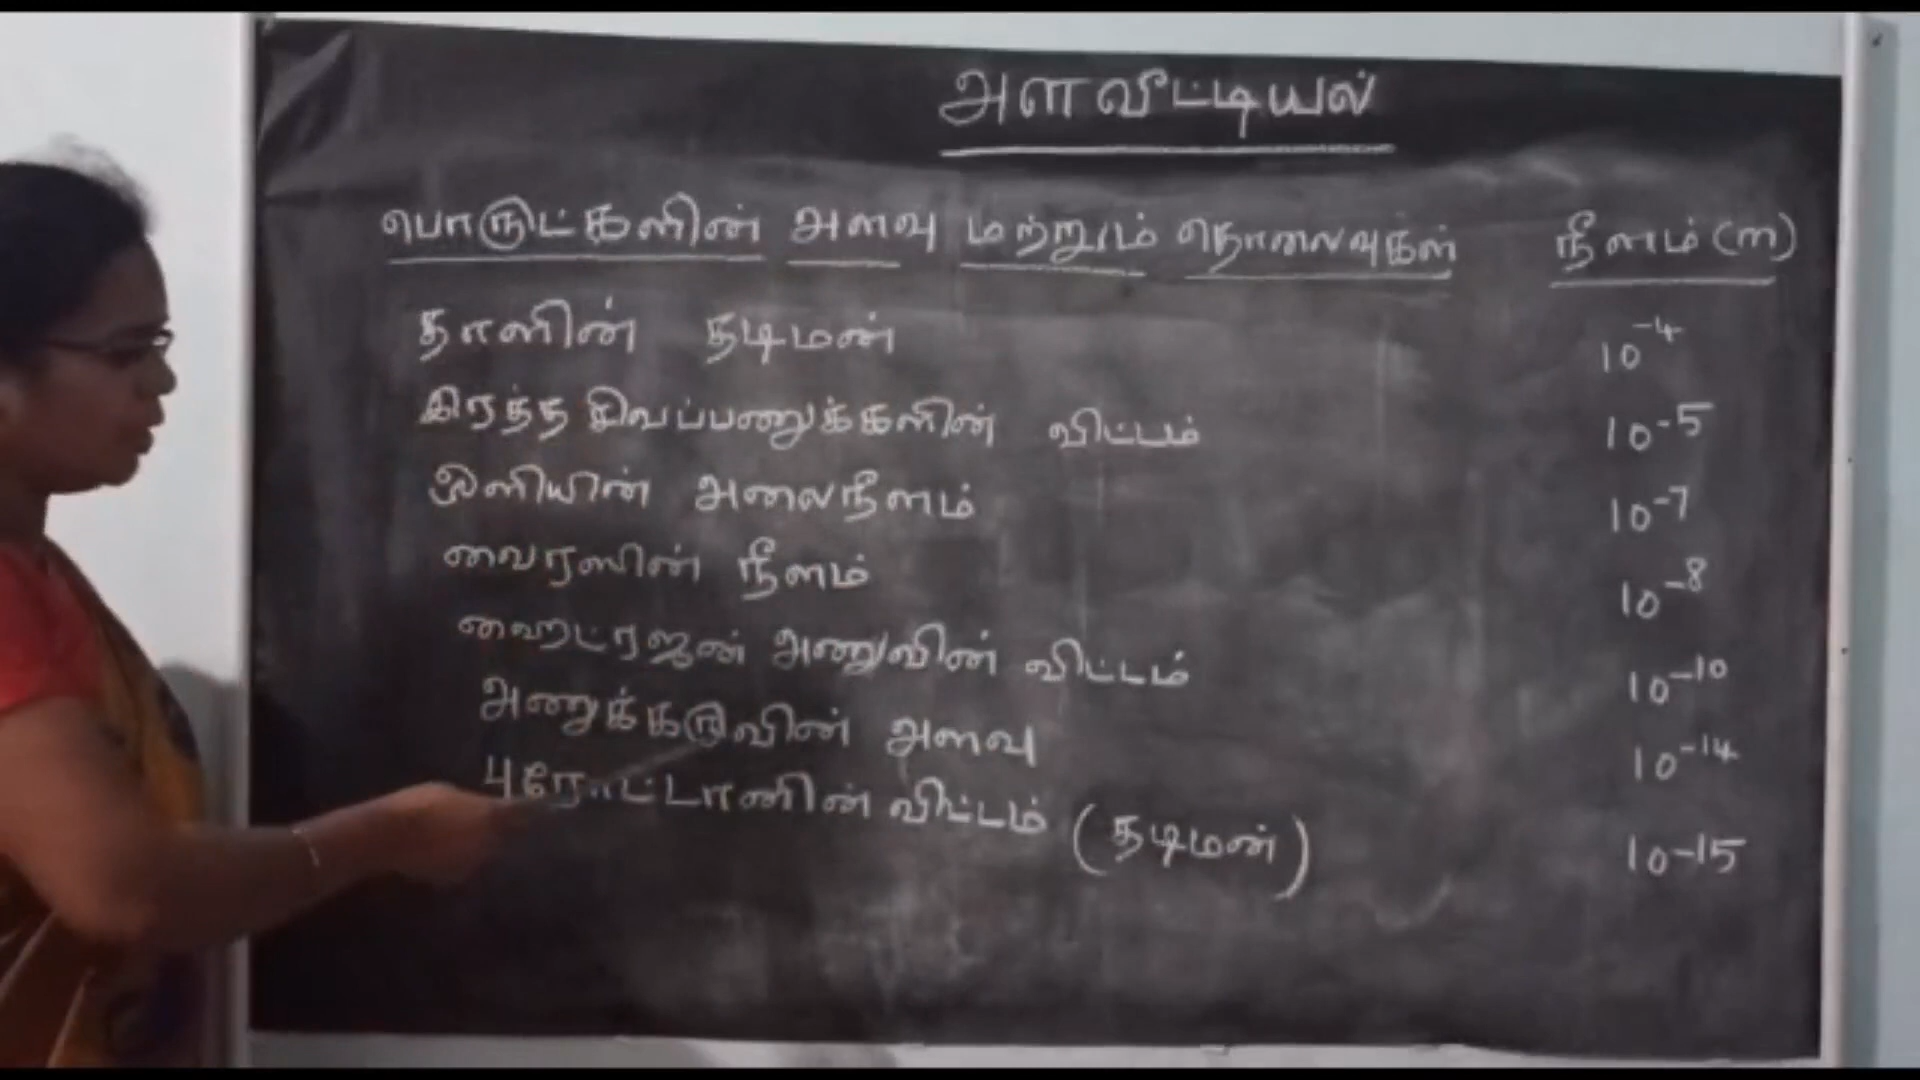 அளவீட்டியல்
பொருட்களின் அளவு மற்றும் தொலைவுகள் நீளம் (m)
தாளின் தடிமன் 10⁻⁴
இரத்த சிவப்பணுக்களின் விட்டம் 10⁻⁵
ஒளியின் அலைநீளம் 10⁻⁷
வைரஸின் நீளம் 10⁻⁸
ஹைட்ரஜன் அணுவின் விட்டம் 10⁻¹⁰
அணுக்கருவின் அளவு 10⁻¹⁴
புரோட்டானின் விட்டம் (தடிமன்) 10⁻¹⁵